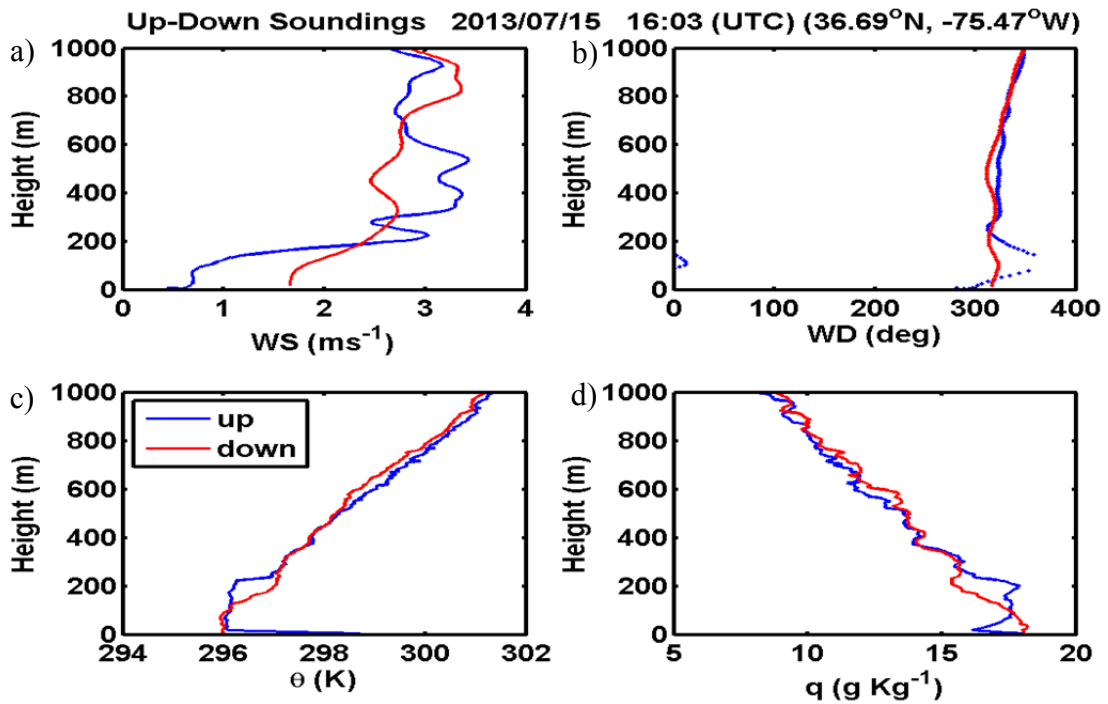 Up-Down Soundings 2013/07/15 16:03 (UTC) (36.69°N, -75.47°W)
a)
1000
800
600
400
200
0
Height (m)
0 1 2 3 4
WS (ms⁻¹)
b)
1000
800
600
400
200
0
Height (m)
0 100 200 300 400
WD (deg)
c)
1000
800
600
400
200
0
Height (m)
up
down
294 296 298 300 302
θ (K)
d)
1000
800
600
400
200
0
Height (m)
5 10 15 20
q (g Kg⁻¹)